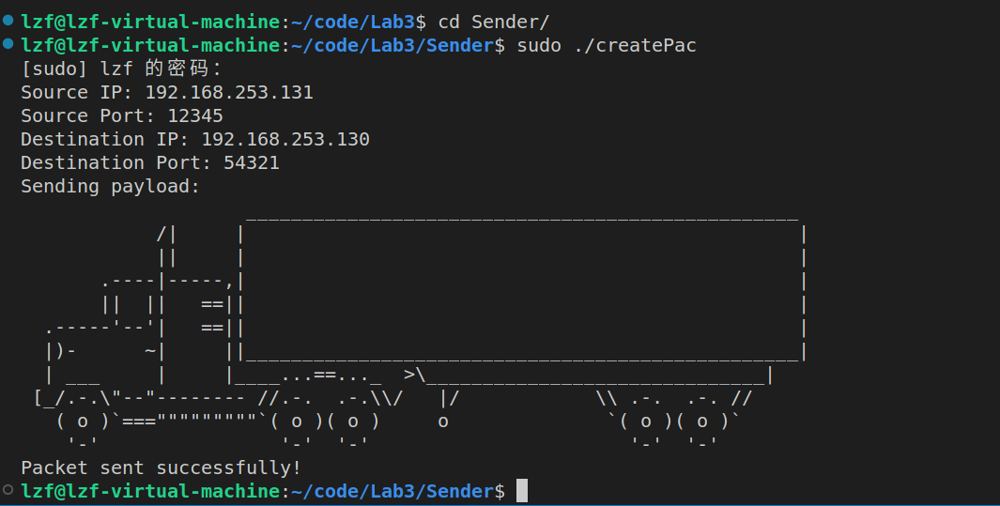 lzf@lzf-virtual-machine:~/code/Lab3$ cd Sender/
lzf@lzf-virtual-machine:~/code/Lab3/Sender$ sudo ./createPac
[sudo] lzf 的密码：
Source IP: 192.168.253.131
Source Port: 12345
Destination IP: 192.168.253.130
Destination Port: 54321
Sending payload:
                    _________________________________________________
            /|     |                                                 |
            ||     |                                                 |
       .----|-----,|                                                 |
       ||  ||   ==||                                                 |
  .-----'--'|   ==||                                                 |
  |)-      ~|     ||_________________________________________________|
  | ___     |     |____...==..._  >\______________________________|
 [_/.-.\"--"-------- //.-.  .-.\\/   |/            \\ .-.  .-. //
   ( o )`==="""""""""`( o )( o )     o              `( o )( o )`
    '-'                '-'  '-'                       '-'  '-'
Packet sent successfully!
lzf@lzf-virtual-machine:~/code/Lab3/Sender$